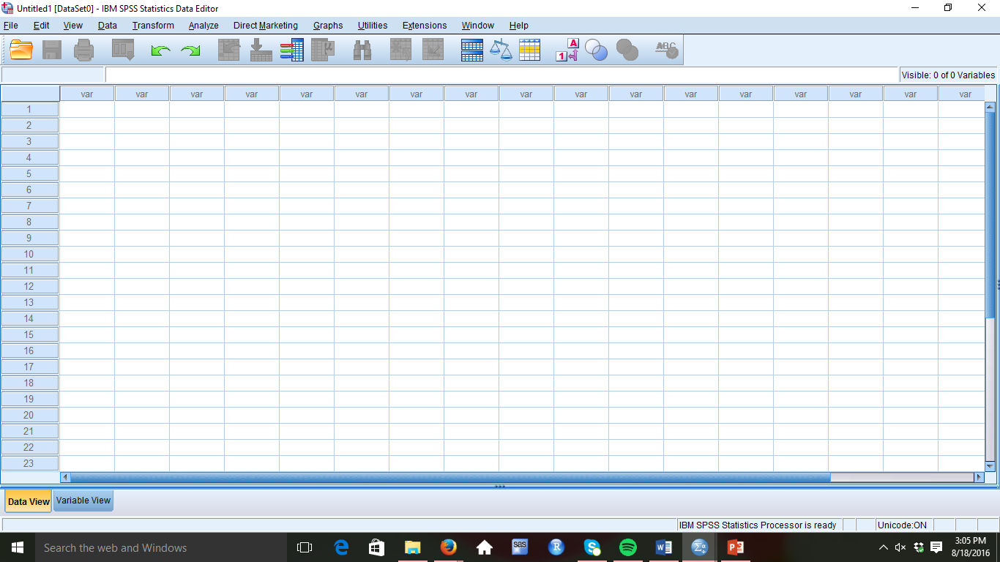 Untitled1 [DataSet0] - IBM SPSS Statistics Data Editor
File Edit View Data Transform Analyze Direct Marketing Graphs Utilities Extensions Window Help
A
1
ABC
Visible: 0 of 0 Variables
var var var var var var var var var var var var var var var var var
1
2
3
4
5
6
7
8
9
10
11
12
13
14
15
16
17
18
19
20
21
22
23
Data View Variable View
IBM SPSS Statistics Processor is ready Unicode:ON
Search the web and Windows
sas
R
S
W
P
3:05 PM
8/18/2016